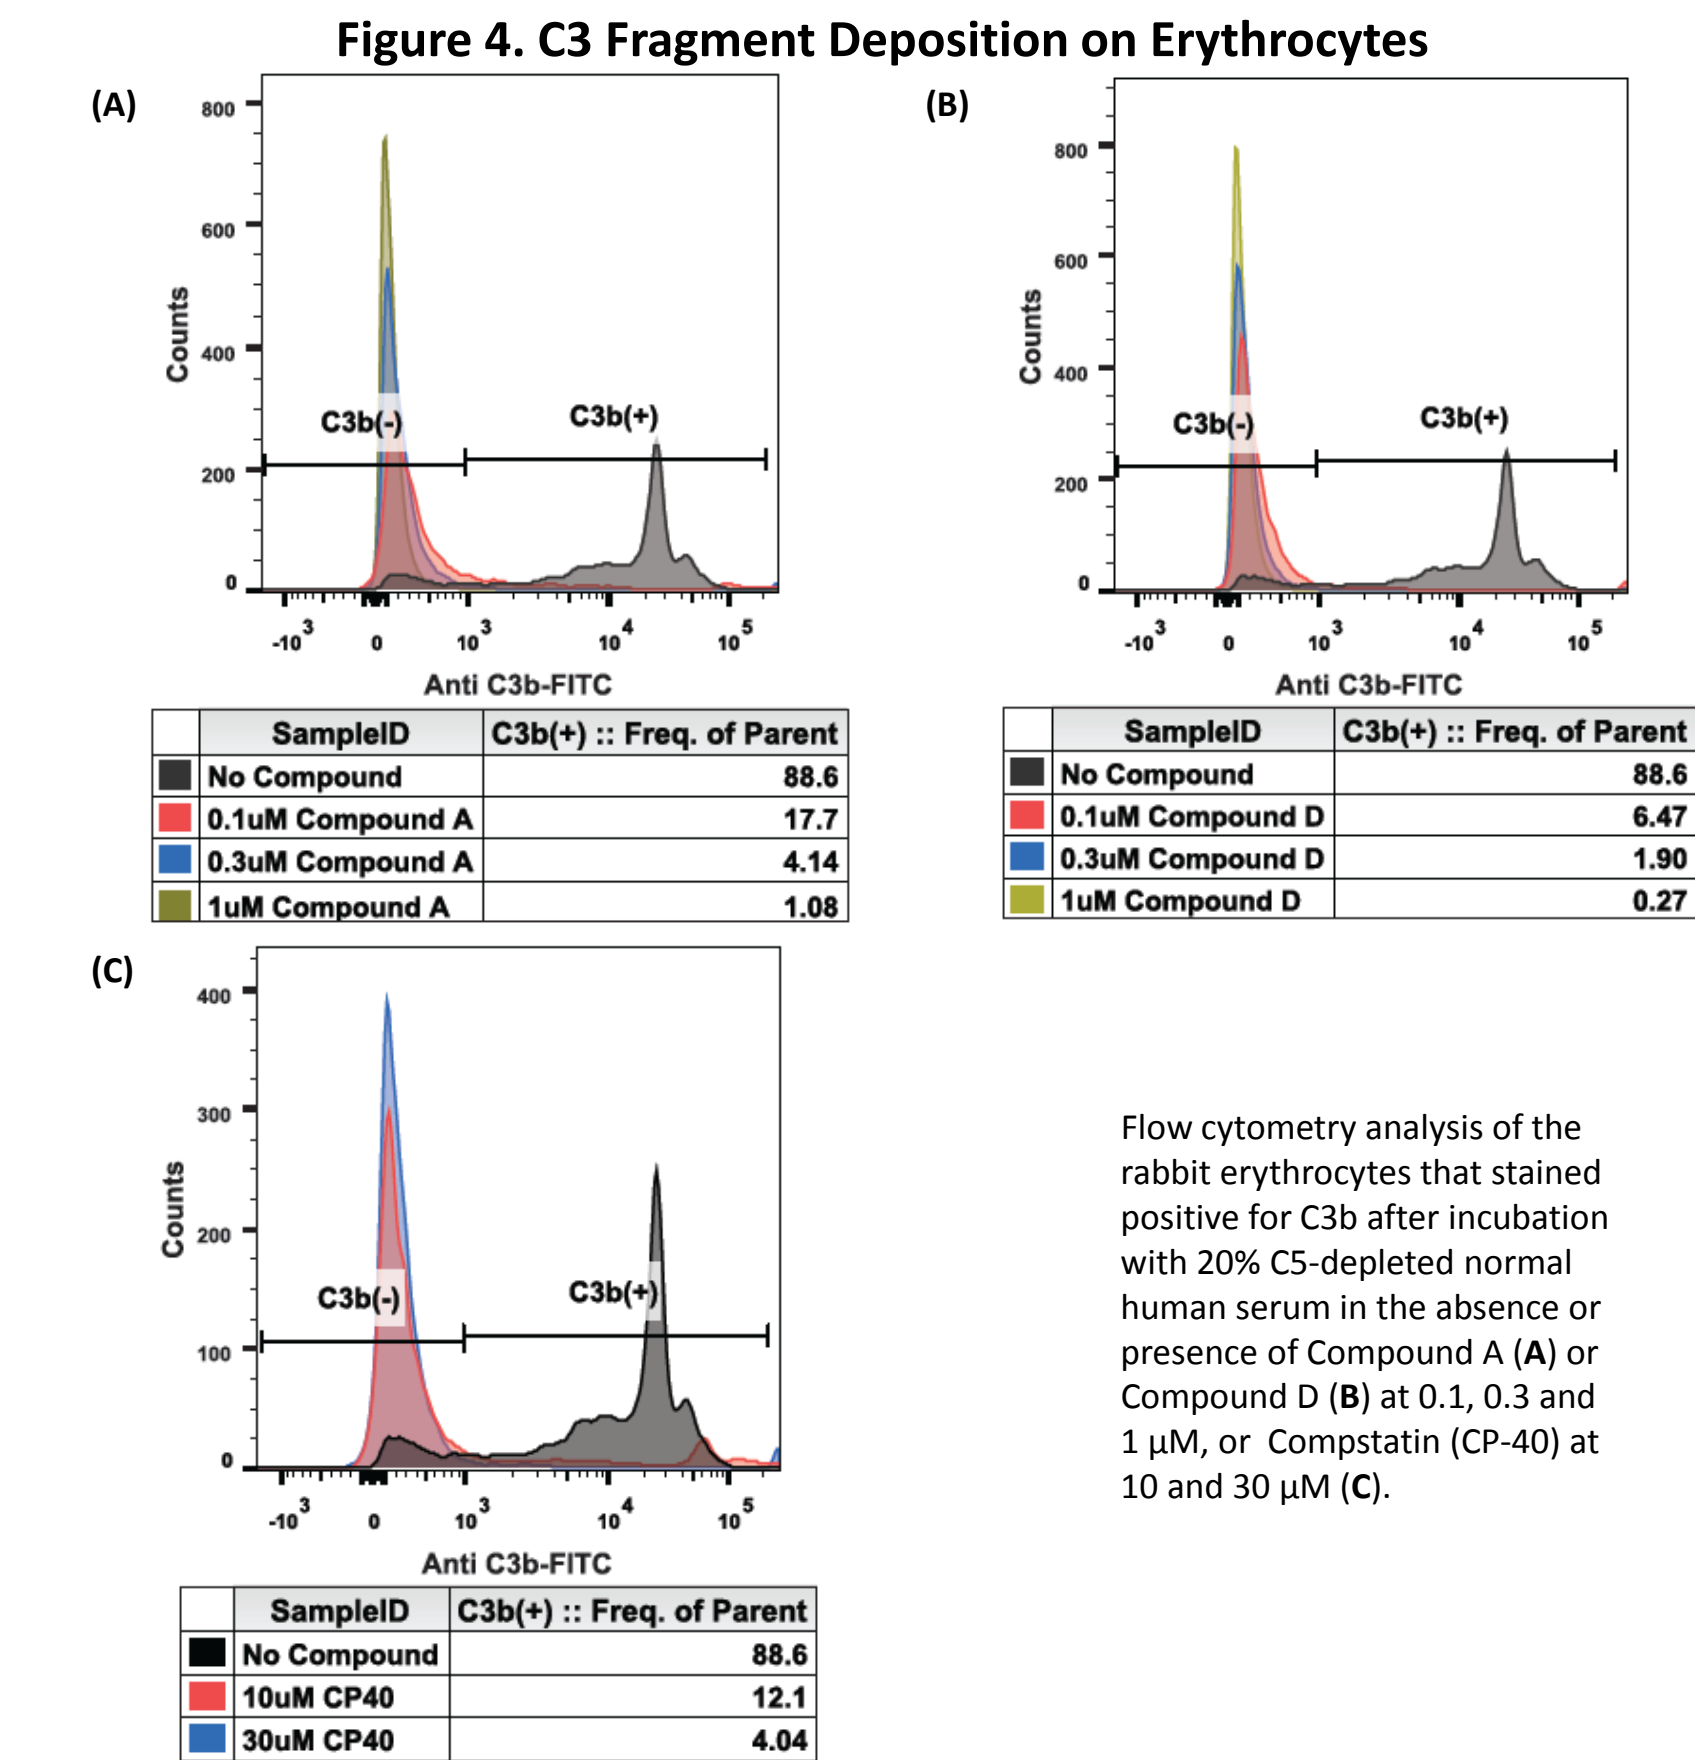 Figure 4. C3 Fragment Deposition on Erythrocytes
(A)
800
600
400
200
0
Counts
C3b(-)
C3b(+)
-10 3
0
10 3
10 4
10 5
Anti C3b-FITC
SampleID C3b(+) :: Freq. of Parent
No Compound 88.6
0.1uM Compound A 17.7
0.3uM Compound A 4.14
1uM Compound A 1.08
(B)
800
600
400
200
0
Counts
C3b(-)
C3b(+)
-10 3
0
10 3
10 4
10 5
Anti C3b-FITC
SampleID C3b(+) :: Freq. of Parent
No Compound 88.6
0.1uM Compound D 6.47
0.3uM Compound D 1.90
1uM Compound D 0.27
(C)
400
300
200
100
0
Counts
C3b(-)
C3b(+)
-10 3
0
10 3
10 4
10 5
Anti C3b-FITC
SampleID C3b(+) :: Freq. of Parent
No Compound 88.6
10uM CP40 12.1
30uM CP40 4.04
Flow cytometry analysis of the
rabbit erythrocytes that stained
positive for C3b after incubation
with 20% C5-depleted normal
human serum in the absence or
presence of Compound A (A) or
Compound D (B) at 0.1, 0.3 and
1 µM, or Compstatin (CP-40) at
10 and 30 µM (C).